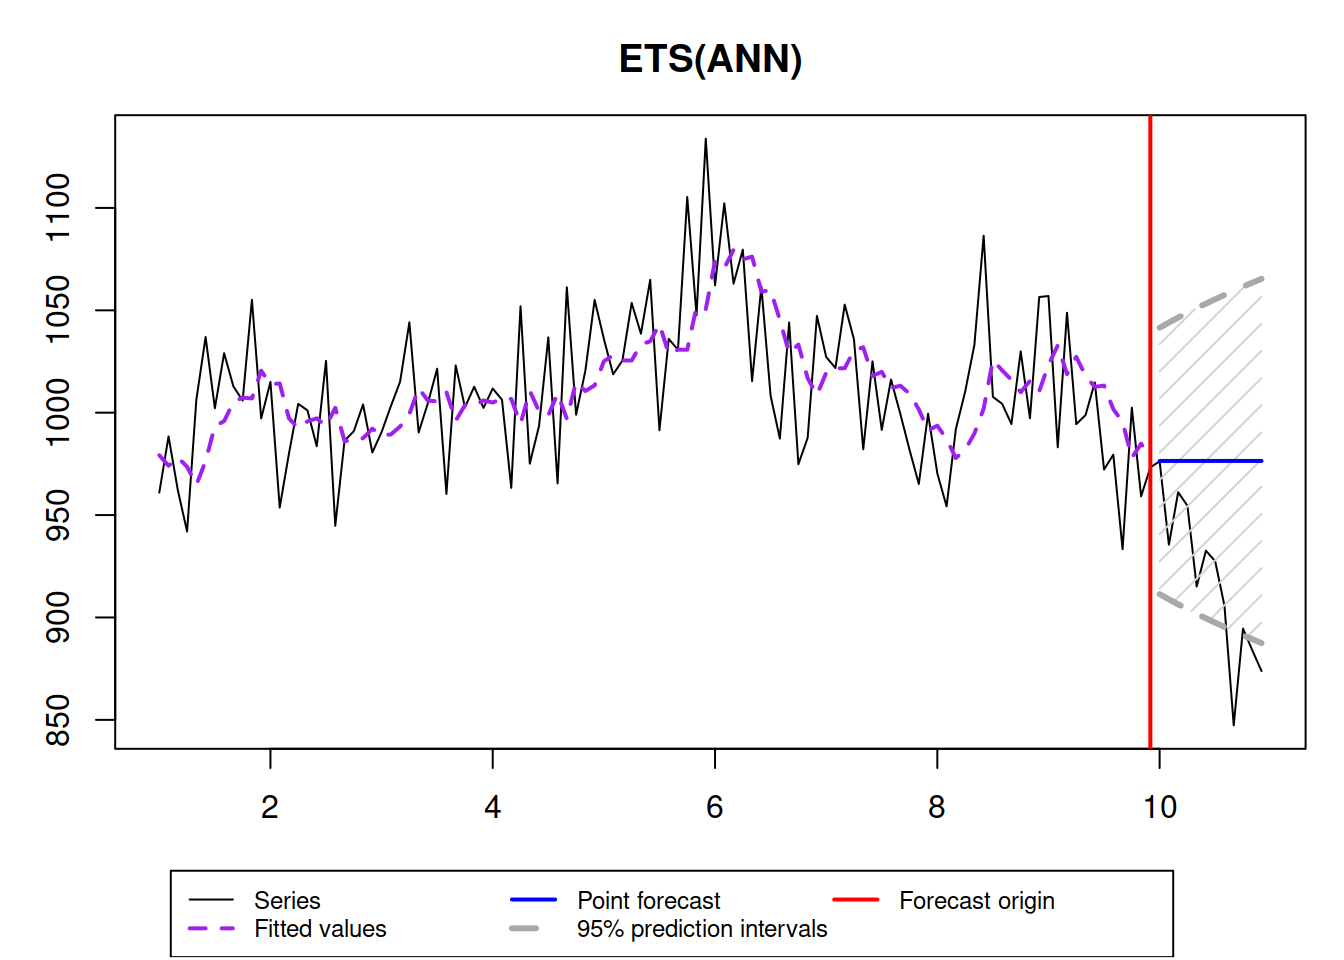 ETS(ANN)
1100
1050
1000
950
900
850
2 4 6 8 10
Series Point forecast Forecast origin
Fitted values 95% prediction intervals